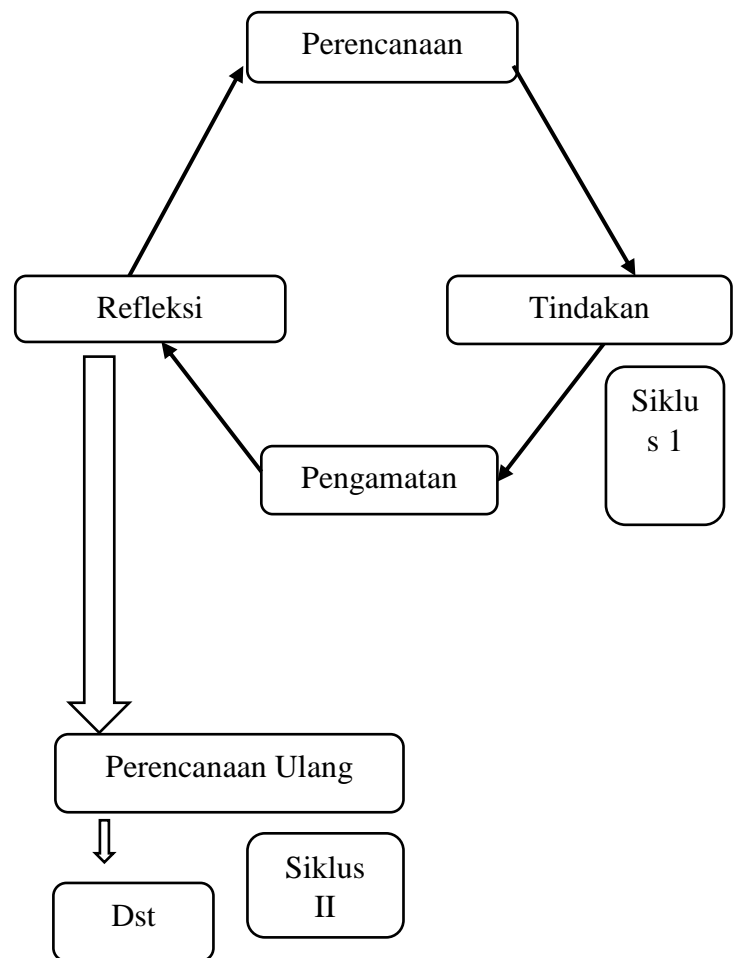 Perencanaan
Refleksi
Tindakan
Siklu
s 1
Pengamatan
Perencanaan Ulang
Siklus
II
Dst